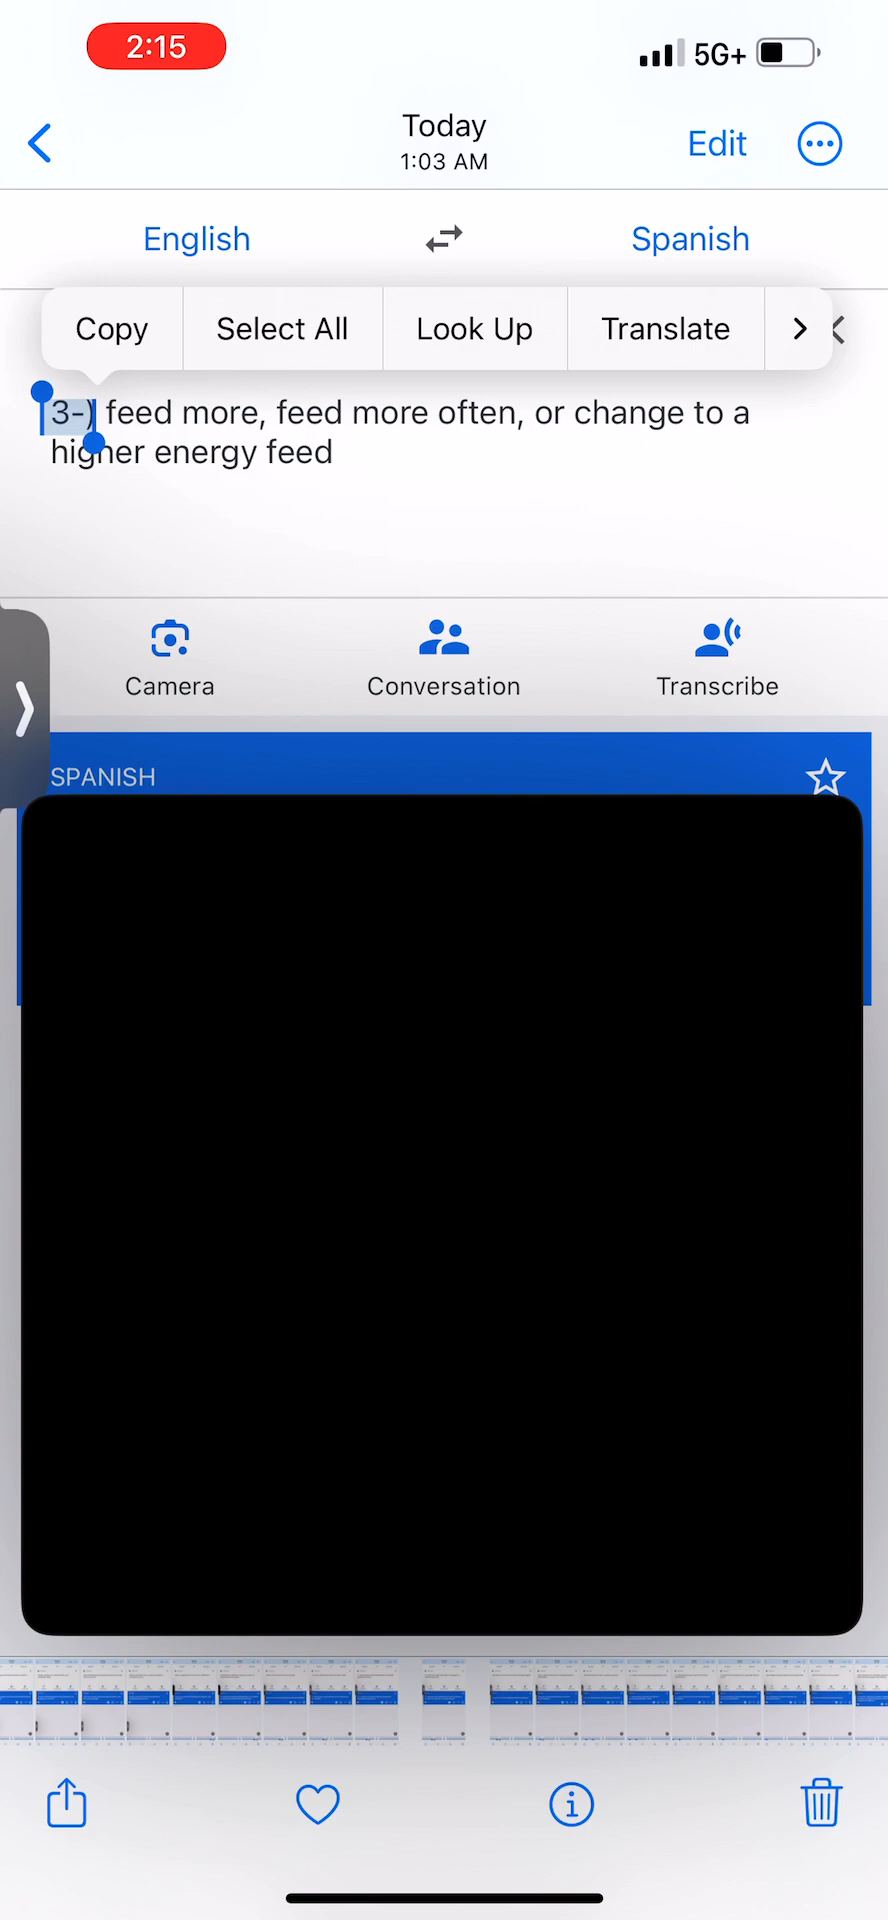 2:15
5G+
Today
1:03 AM
Edit
English
Spanish
Copy
Select All
Look Up
Translate
3-) feed more, feed more often, or change to a
higher energy feed
Camera
Conversation
Transcribe
SPANISH